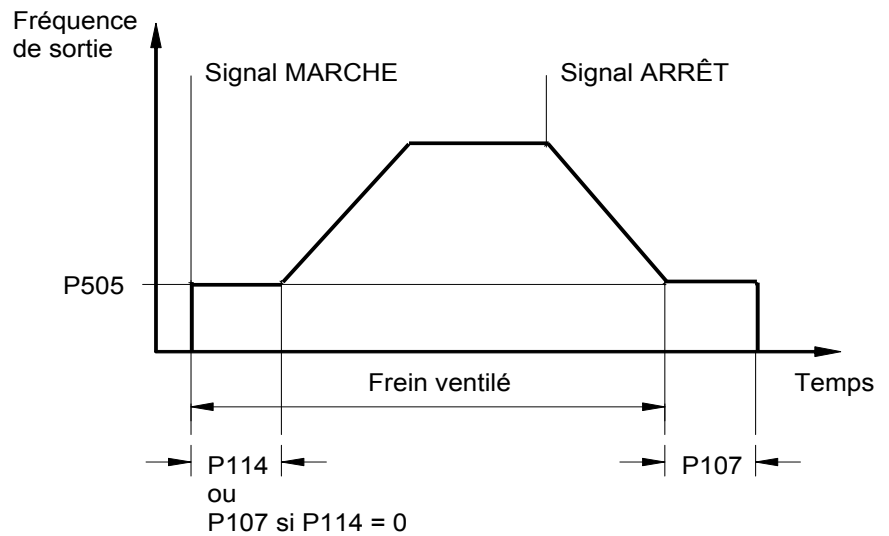 Fréquence
de sortie
Signal MARCHE
Signal ARRÊT
P505
Frein ventilé
Temps
P114
ou
P107 si P114 = 0
P107